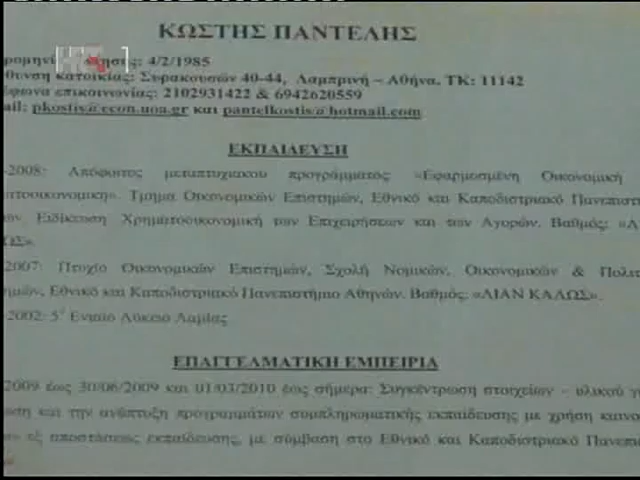 ΚΩΣΤΗΣ ΠΑΝΤΕΛΗΣ
4/2/1985
κατοικίας: Συρακουσών 40-44, Λαμπρινή – Αθήνα. ΤΚ: 11142
επικοινωνίας: 2102931422 & 6942620559
ail: pkostis@econ.uoa.gr και pantelkostis@hotmail.com
ΕΚΠΑΙΔΕΥΣΗ
-2008: Απόφοιτος μεταπτυχιακού προγράμματος «Εφαρμοσμένη Οικονομική
Τμήμα Οικονομικών Επιστημών, Εθνικό και Καποδιστριακό Πανεπιστ
Ειδίκευση Χρηματοοικονομική των Επιχειρήσεων και των Αγορών. Βαθμός: «Λ
ΩΣ».
2007: Πτυχίο Οικονομικών Επιστημών, Σχολή Νομικών, Οικονομικών & Πολιτ
Εθνικό και Καποδιστριακό Πανεπιστήμιο Αθηνών. Βαθμός: «ΛΙΑΝ ΚΑΛΩΣ».
-2002: 5ο Ενιαίο Λύκειο Λαμίας
ΕΠΑΓΓΕΛΜΑΤΙΚΗ ΕΜΠΕΙΡΙΑ
2009 έως 30/06/2009 και 01/03/2010 έως σήμερα: Συγκέντρωση στοιχείων – υλικού γι
και την ανάπτυξη προγραμμάτων συμπληρωματικής εκπαίδευσης με χρήση καινο
εξ αποστάσεως εκπαίδευσης, με σύμβαση στο Εθνικό και Καποδιστριακό Πανεπι